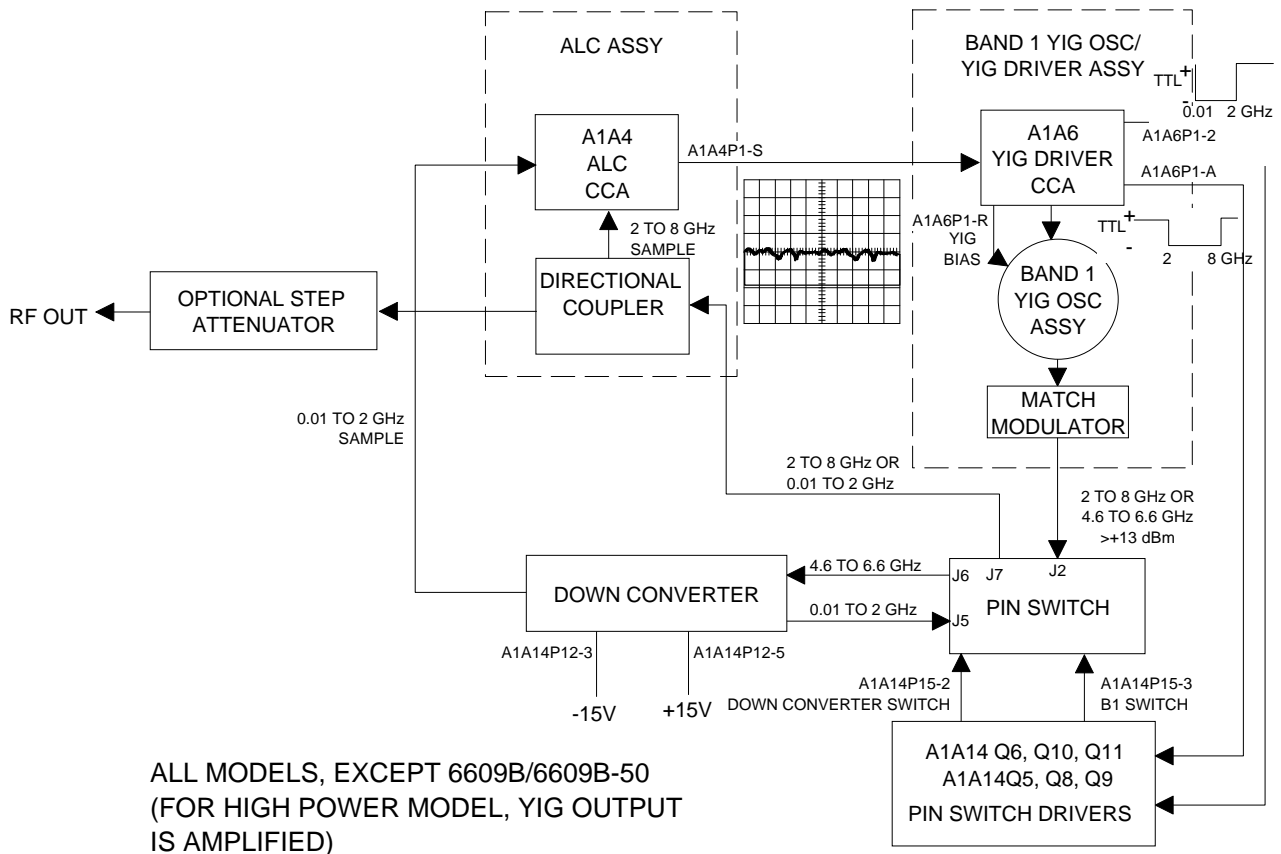 ALC ASSY
BAND 1 YIG OSC/
YIG DRIVER ASSY
TTL
+
-
0.01
2 GHz
A1A4
ALC
CCA
A1A4P1-S
A1A6
YIG DRIVER
CCA
A1A6P1-2
A1A6P1-A
2 TO 8 GHz
SAMPLE
A1A6P1-R
YIG
BIAS
TTL
+
-
2
8 GHz
RF OUT
OPTIONAL STEP
ATTENUATOR
DIRECTIONAL
COUPLER
BAND 1
YIG OSC
ASSY
MATCH
MODULATOR
0.01 TO 2 GHz
SAMPLE
2 TO 8 GHz OR
0.01 TO 2 GHz
2 TO 8 GHz OR
4.6 TO 6.6 GHz
>+13 dBm
DOWN CONVERTER
4.6 TO 6.6 GHz
0.01 TO 2 GHz
J6
J7
J2
J5
PIN SWITCH
A1A14P12-3
A1A14P12-5
-15V
+15V
A1A14P15-2
DOWN CONVERTER SWITCH
A1A14P15-3
B1 SWITCH
A1A14 Q6, Q10, Q11
A1A14Q5, Q8, Q9
PIN SWITCH DRIVERS
ALL MODELS, EXCEPT 6609B/6609B-50
(FOR HIGH POWER MODEL, YIG OUTPUT
IS AMPLIFIED)